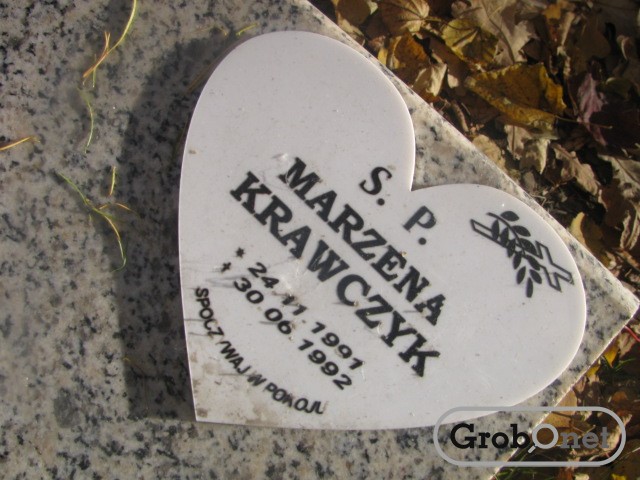 Ś. P.
MARZENA
KRAWCZYK
* 24.11.1991
+ 30.06.1992
SPOCZYWAJ W POKOJU
GrobOnet